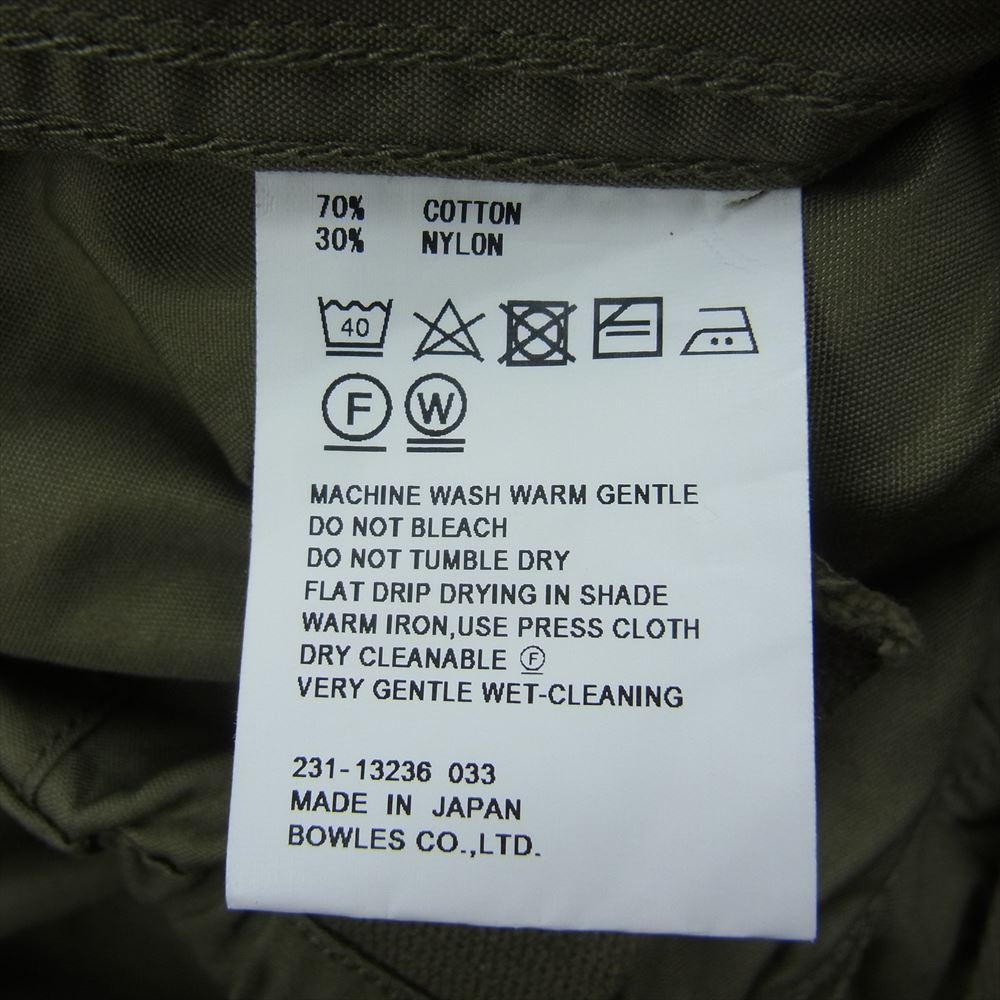 70% COTTON
30% NYLON
40
F W
MACHINE WASH WARM GENTLE
DO NOT BLEACH
DO NOT TUMBLE DRY
FLAT DRIP DRYING IN SHADE
WARM IRON,USE PRESS CLOTH
DRY CLEANABLE Ⓕ
VERY GENTLE WET-CLEANING
231-13236 033
MADE IN JAPAN
BOWLES CO.,LTD.